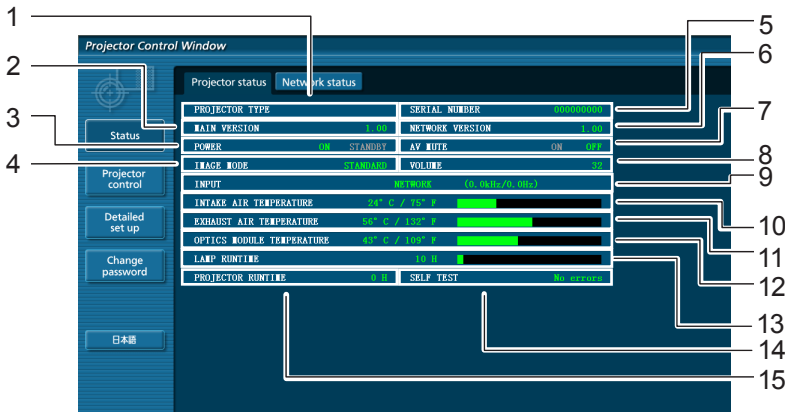 1
Projector Control Window
2
3
4
5
6
7
8
9
10
11
12
13
14
15
Projector status Network status
Status
Projector control
Detailed set up
Change password
日本語
PROJECTOR TYPE SERIAL NUMBER 000000000
MAIN VERSION 1.00 NETWORK VERSION 1.00
POWER ON STANDBY AV MUTE ON OFF
IMAGE MODE STANDARD VOLUME 32
INPUT NETWORK (0.0kHz/0.0Hz)
INTAKE AIR TEMPERATURE 24° C / 75° F
EXHAUST AIR TEMPERATURE 56° C / 132° F
OPTICS MODULE TEMPERATURE 43° C / 109° F
LAMP RUNTIME 10 H
PROJECTOR RUNTIME 0 H SELF TEST No errors